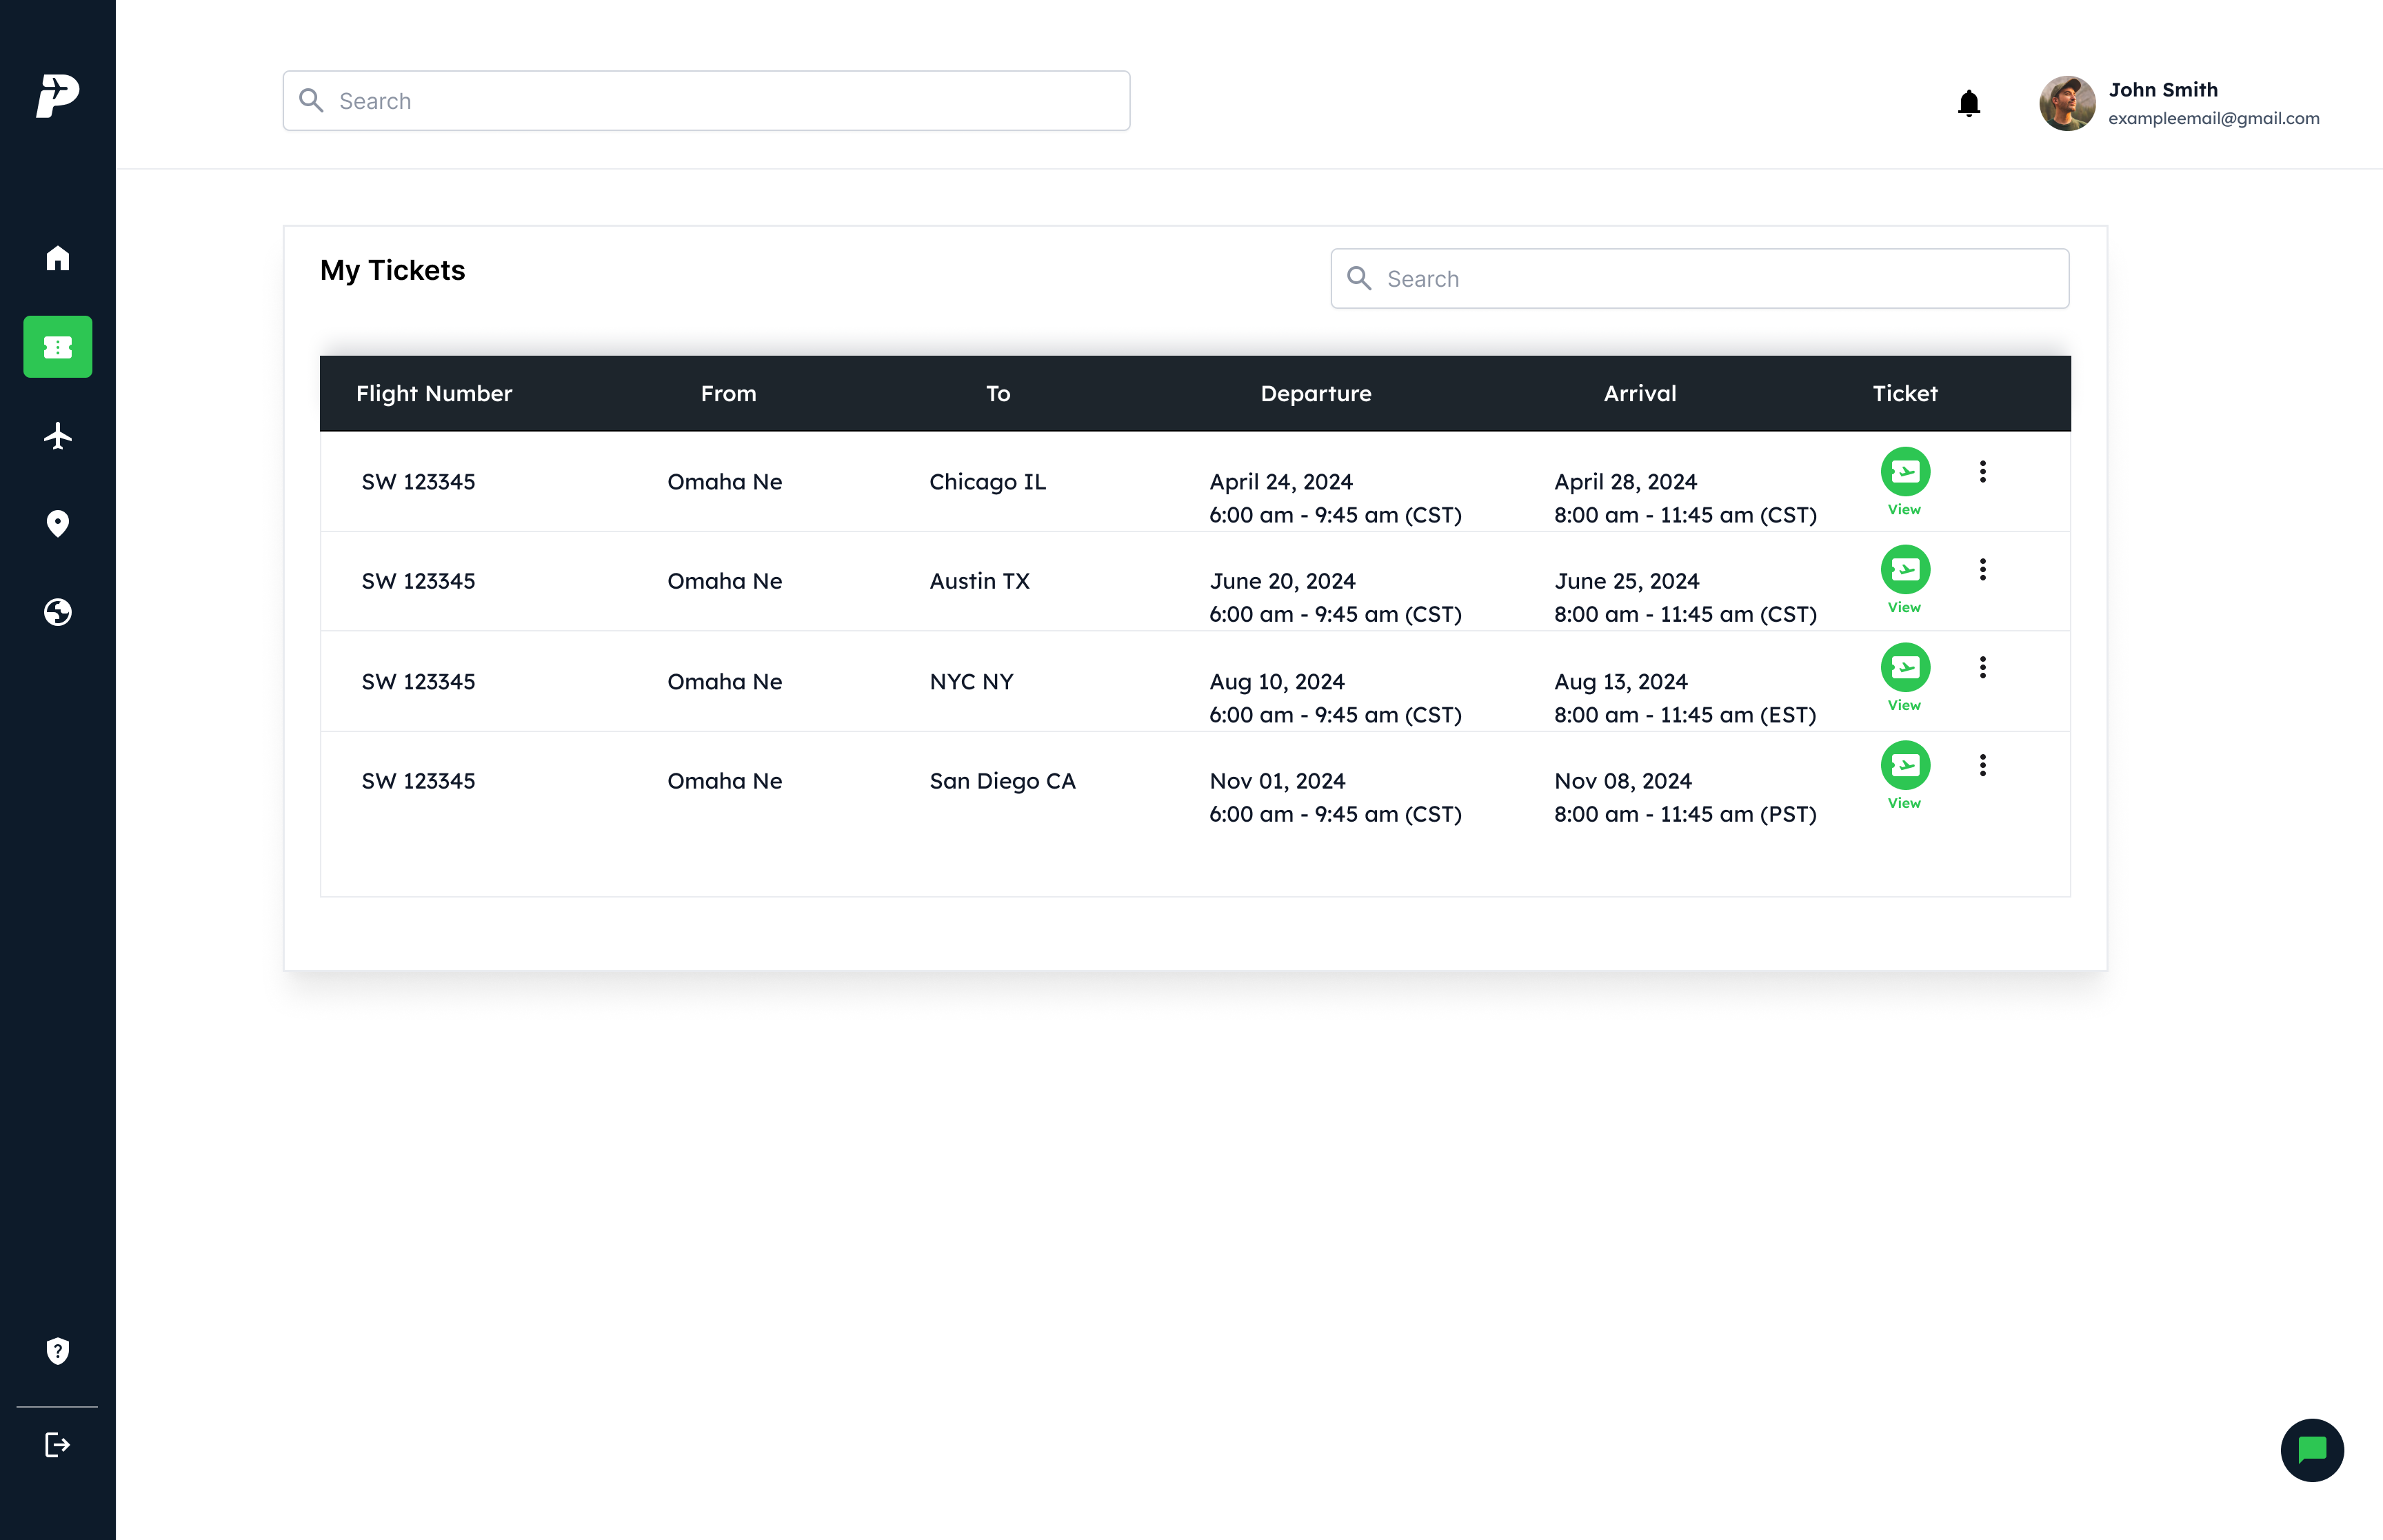 Search
John Smith
exampleemail@gmail.com
My Tickets
Search
Flight Number From To Departure Arrival Ticket
SW 123345 Omaha Ne Chicago IL April 24, 2024 April 28, 2024
6:00 am - 9:45 am (CST) 8:00 am - 11:45 am (CST)
View
SW 123345 Omaha Ne Austin TX June 20, 2024 June 25, 2024
6:00 am - 9:45 am (CST) 8:00 am - 11:45 am (CST)
View
SW 123345 Omaha Ne NYC NY Aug 10, 2024 Aug 13, 2024
6:00 am - 9:45 am (CST) 8:00 am - 11:45 am (EST)
View
SW 123345 Omaha Ne San Diego CA Nov 01, 2024 Nov 08, 2024
6:00 am - 9:45 am (CST) 8:00 am - 11:45 am (PST)
View